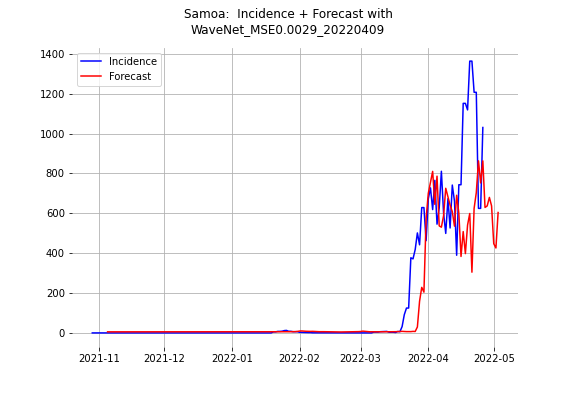 Samoa:  Incidence + Forecast with
WaveNet_MSE0.0029_20220409
Incidence
Forecast
1400
1200
1000
800
600
400
200
0
2021-11 2021-12 2022-01 2022-02 2022-03 2022-04 2022-05